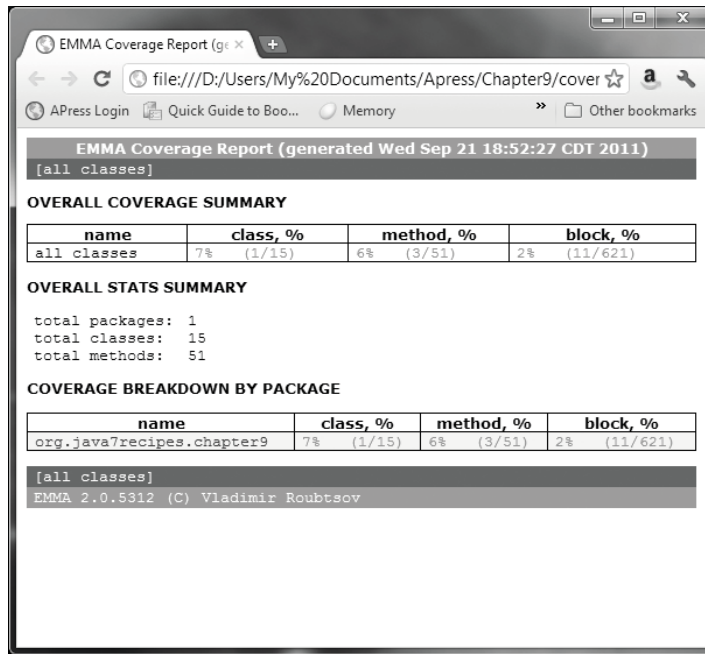 EMMA Coverage Report (ge
file:///D:/Users/My%20Documents/Apress/Chapter9/cover
APress Login Quick Guide to Boo... Memory » Other bookmarks
EMMA Coverage Report (generated Wed Sep 21 18:52:27 CDT 2011)
[all classes]
OVERALL COVERAGE SUMMARY
name class, % method, % block, %
all classes 7% (1/15) 6% (3/51) 2% (11/621)
OVERALL STATS SUMMARY
total packages: 1
total classes: 15
total methods: 51
COVERAGE BREAKDOWN BY PACKAGE
name class, % method, % block, %
org.java7recipes.chapter9 7% (1/15) 6% (3/51) 2% (11/621)
[all classes]
EMMA 2.0.5312 (C) Vladimir Roubtsov